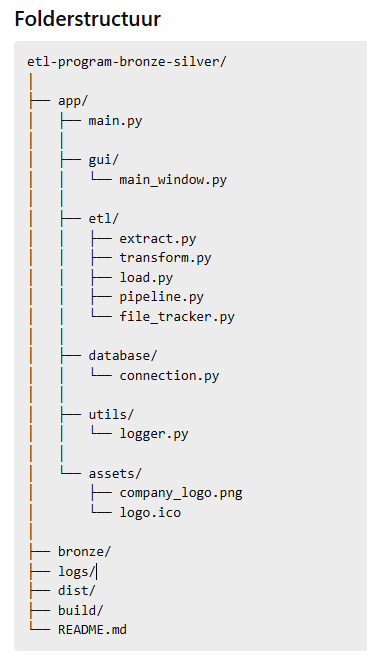 Folderstructuur
etl-program-bronze-silver/
│
├── app/
│   ├── main.py
│   │
│   ├── gui/
│   │   └── main_window.py
│   │
│   ├── etl/
│   │   ├── extract.py
│   │   ├── transform.py
│   │   ├── load.py
│   │   ├── pipeline.py
│   │   └── file_tracker.py
│   │
│   ├── database/
│   │   └── connection.py
│   │
│   ├── utils/
│   │   └── logger.py
│   │
│   └── assets/
│       ├── company_logo.png
│       └── logo.ico
│
├── bronze/
├── logs/
├── dist/
├── build/
└── README.md